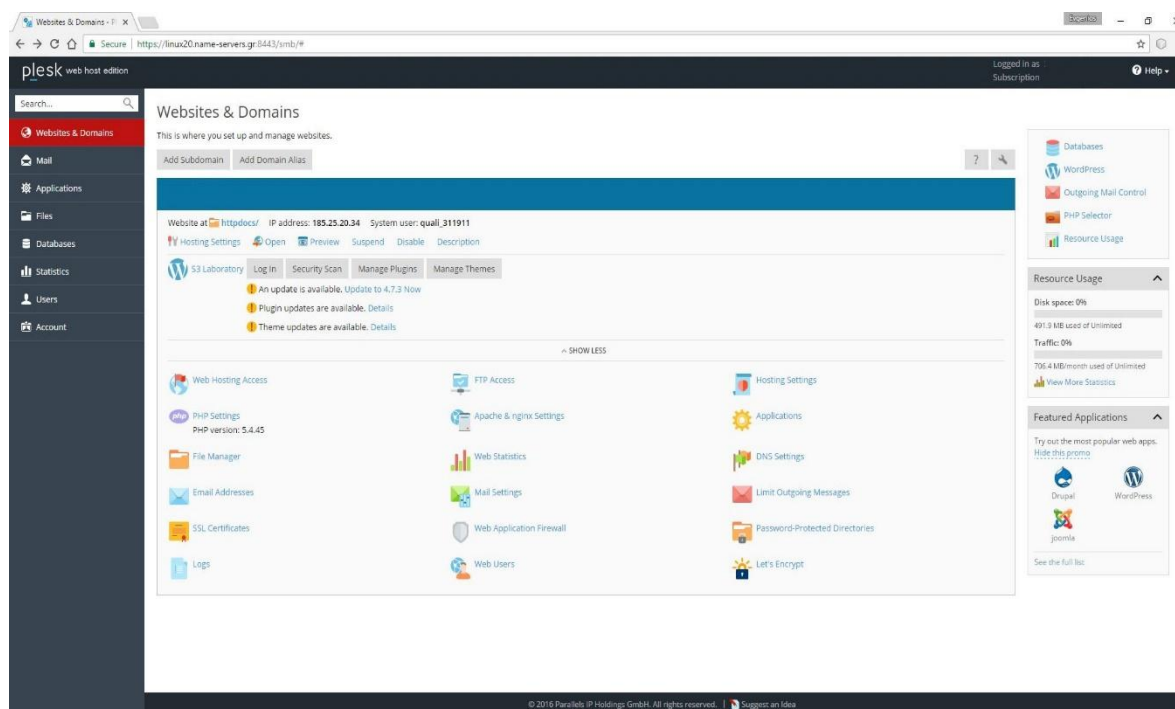 Websites & Domains - P
Secure https://linux20.name-servers.gr:8443/smb/#
plesk web host edition
Logged in as
Subscription
Help
Search...
Websites & Domains
Mail
Applications
Files
Databases
Statistics
Users
Account
Websites & Domains
This is where you set up and manage websites.
Add Subdomain Add Domain Alias
?
Website at httpdocs/ IP address: 185.25.20.34 System user: quali_311911
Hosting Settings Open Preview Suspend Disable Description
S3 Laboratory Log In Security Scan Manage Plugins Manage Themes
An update is available. Update to 4.7.3 Now
Plugin updates are available. Details
Theme updates are available. Details
SHOW LESS
Web Hosting Access FTP Access Hosting Settings
php PHP Settings Apache & nginx Settings Applications
PHP version: 5.4.45
File Manager Web Statistics DNS Settings
Email Addresses Mail Settings Limit Outgoing Messages
SSL Certificates Web Application Firewall Password-Protected Directories
Logs Web Users Let's Encrypt
Databases
WordPress
Outgoing Mail Control
PHP Selector
Resource Usage
Resource Usage
Disk space: 0%
491.9 MB used of Unlimited
Traffic: 0%
706.4 MB/month used of Unlimited
View More Statistics
Featured Applications
Try out the most popular web apps.
Hide this promo
Drupal WordPress
Joomla
See the full list
© 2016 Parallels IP Holdings GmbH. All rights reserved. | Suggest an Idea